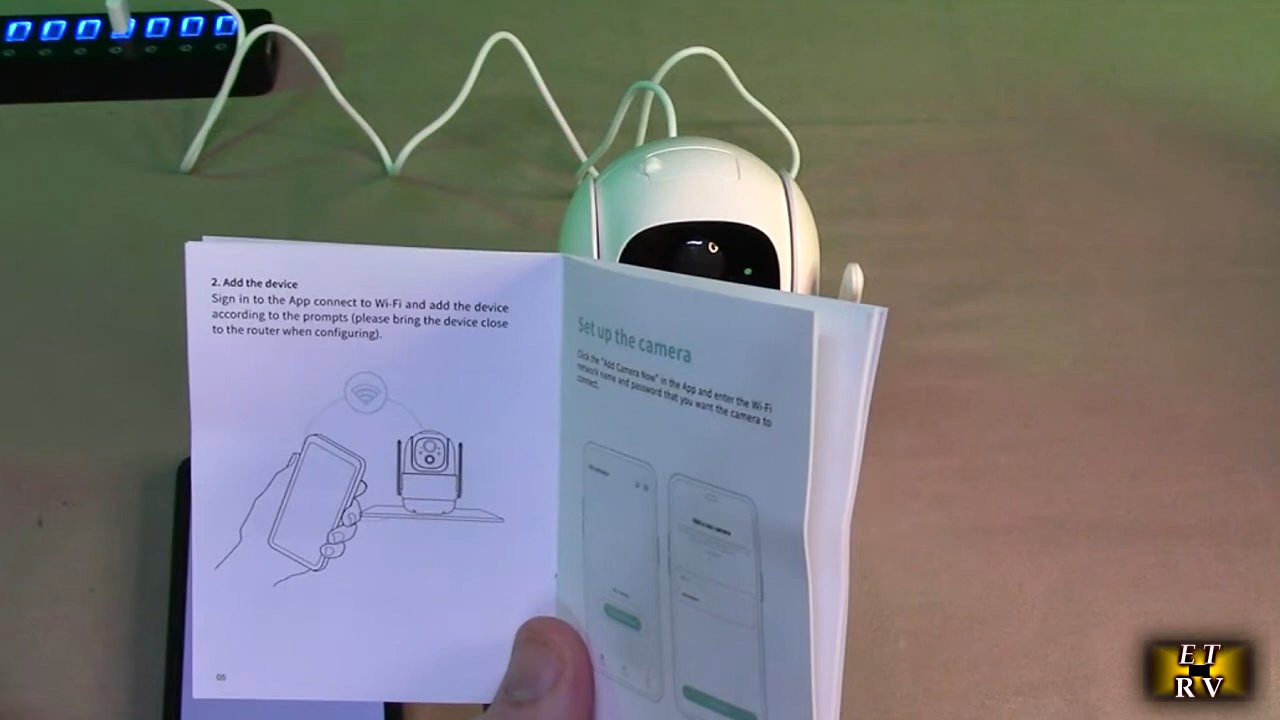 2. Add the device
Sign in to the App connect to Wi-Fi and add the device
according to the prompts (please bring the device close
to the router when configuring).
05
Set up the camera
Click the "Add Camera Now" in the App and enter the Wi-Fi
network name and password that you want the camera to
connect.
E T
R V